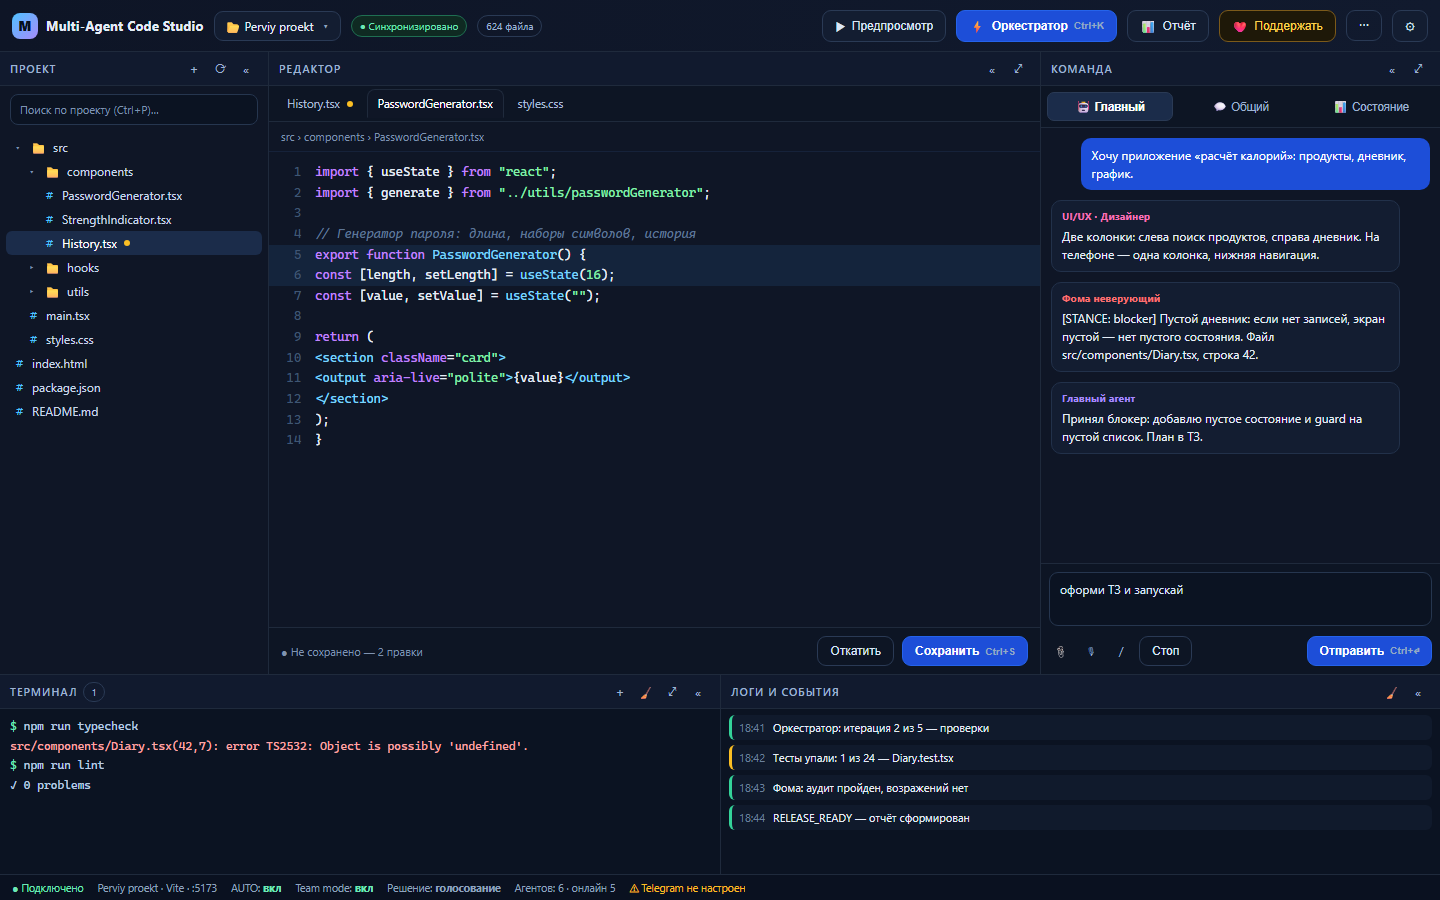 M Multi-Agent Code Studio Perviy proekt ▾ ● Синхронизировано 624 файла ▶ Предпросмотр Оркестратор Ctrl+K Отчёт Поддержать ··· 
ПРОЕКТ + «
Поиск по проекту (Ctrl+P)...
src
components
# PasswordGenerator.tsx
# StrengthIndicator.tsx
# History.tsx ●
hooks
utils
# main.tsx
# styles.css
# index.html
# package.json
# README.md
РЕДАКТОР «
History.tsx ● PasswordGenerator.tsx styles.css
src › components › PasswordGenerator.tsx
1 import { useState } from "react";
2 import { generate } from "../utils/passwordGenerator";
3
4 // Генератор пароля: длина, наборы символов, история
5 export function PasswordGenerator() {
6 const [length, setLength] = useState(16);
7 const [value, setValue] = useState("");
8
9 return (
10 <section className="card">
11 <output aria-live="polite">{value}</output>
12 </section>
13 );
14 }
● Не сохранено — 2 правки Откатить Сохранить Ctrl+S
КОМАНДА «
Главный Общий Состояние
Хочу приложение «расчёт калорий»: продукты, дневник,
график.
UI/UX · Дизайнер
Две колонки: слева поиск продуктов, справа дневник. На
телефоне — одна колонка, нижняя навигация.
Фома неверующий
[STANCE: blocker] Пустой дневник: если нет записей, экран
пустой — нет пустого состояния. Файл
src/components/Diary.tsx, строка 42.
Главный агент
Принял блокер: добавлю пустое состояние и guard на
пустой список. План в ТЗ.
оформи ТЗ и запускай
/ Стоп Отправить Ctrl+⏎
ТЕРМИНАЛ 1 + «
$ npm run typecheck
src/components/Diary.tsx(42,7): error TS2532: Object is possibly 'undefined'.
$ npm run lint
✓ 0 problems
ЛОГИ И СОБЫТИЯ «
18:41 Оркестратор: итерация 2 из 5 — проверки
18:42 Тесты упали: 1 из 24 — Diary.test.tsx
18:43 Фома: аудит пройден, возражений нет
18:44 RELEASE_READY — отчёт сформирован
● Подключено Perviy proekt · Vite · :5173 AUTO: вкл Team mode: вкл Решение: голосование Агентов: 6 · онлайн 5 ⚠ Telegram не настроен